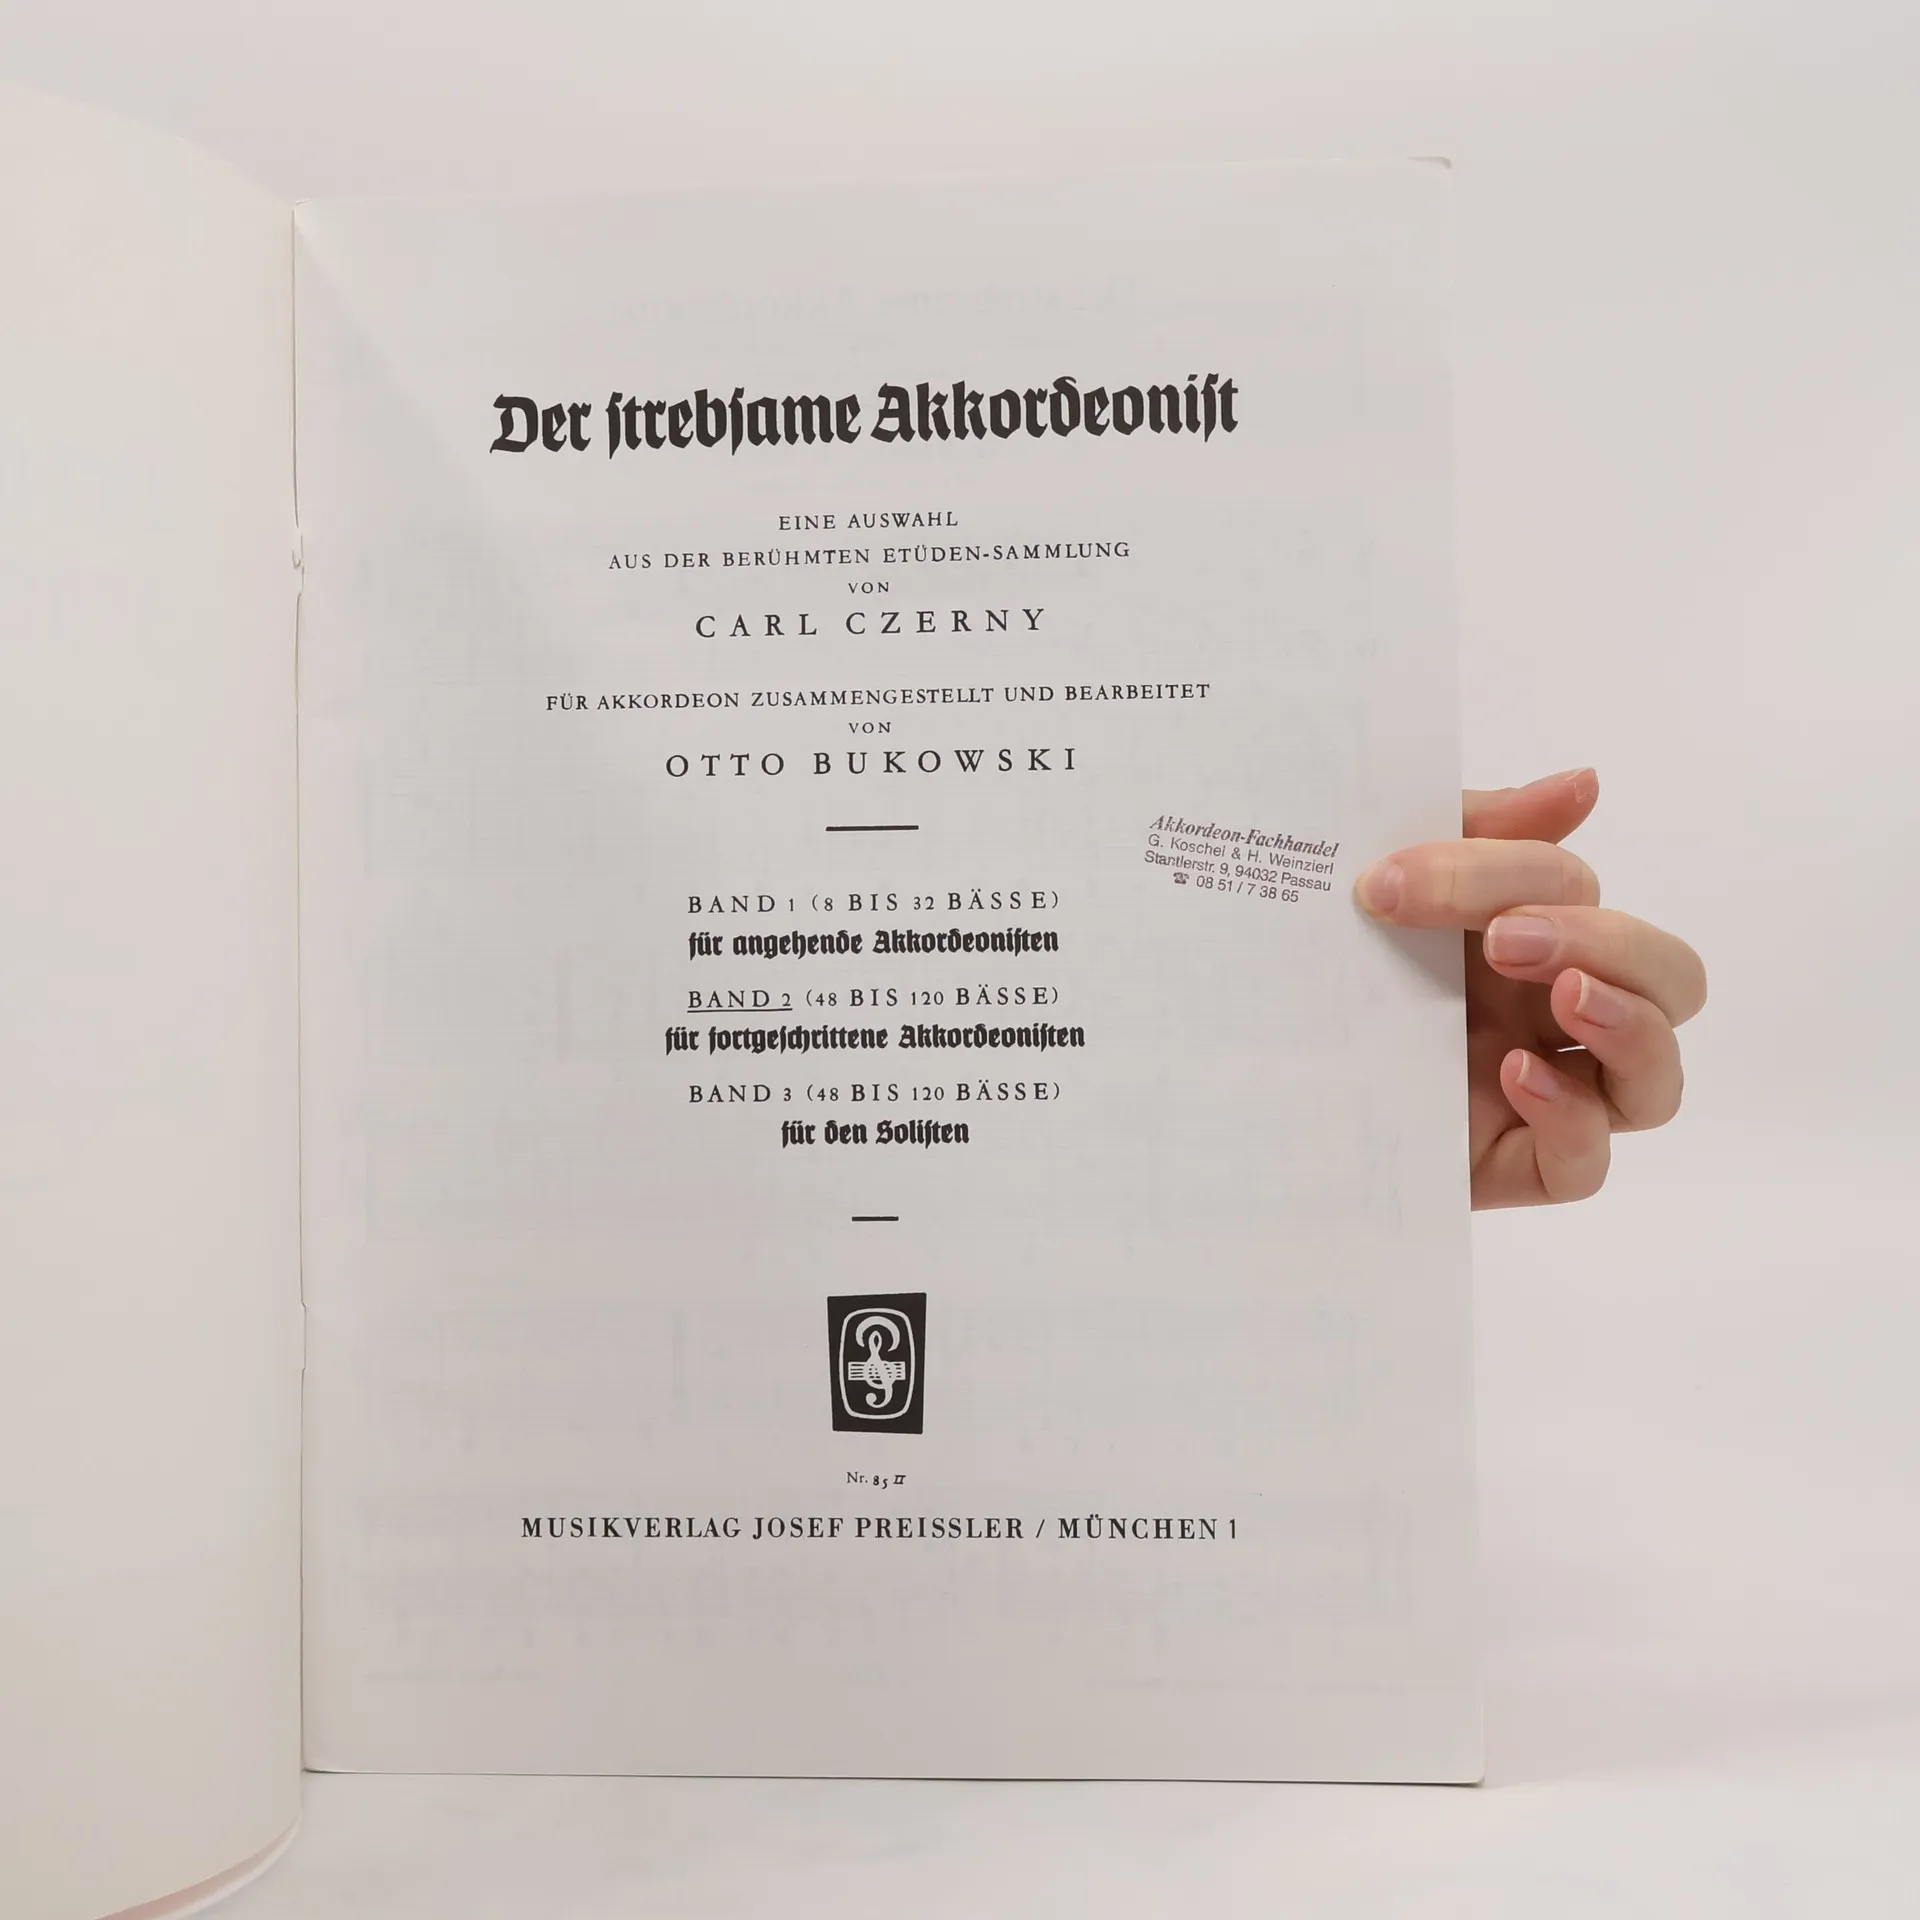 Der ſtrebſame Akkordeoniſt
EINE AUSWAHL
AUS DER BERÜHMTEN ETÜDEN-SAMMLUNG
VON
CARL CZERNY
FÜR AKKORDEON ZUSAMMENGESTELLT UND BEARBEITET
VON
OTTO BUKOWSKI
Akkordeon-Fachhandel
G. Koschel & H. Weinzierl
Stantlerstr. 9, 94032 Passau
☎ 08 51 / 7 38 65
BAND 1 (8 BIS 32 BÄSSE)
für angehende Akkordeoniſten
BAND 2 (48 BIS 120 BÄSSE)
für fortgeſchrittene Akkordeoniſten
BAND 3 (48 BIS 120 BÄSSE)
für den Soliſten
Nr. 85 II
MUSIKVERLAG JOSEF PREISSLER / MÜNCHEN 1